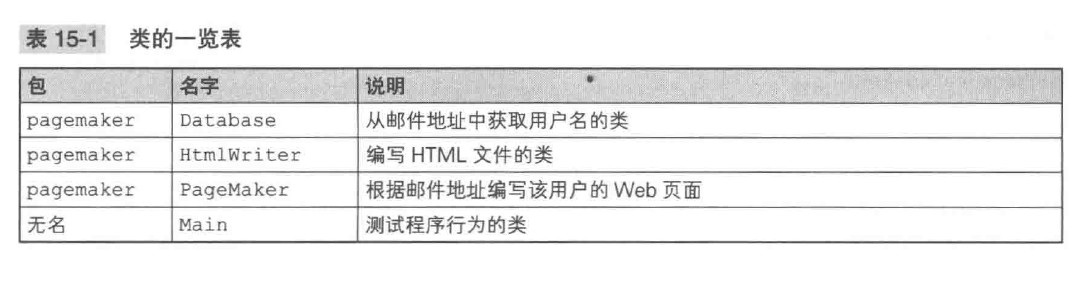 表 15-1 类的一览表
包 名字 说明
pagemaker Database 从邮件地址中获取用户名的类
pagemaker HtmlWriter 编写 HTML 文件的类
pagemaker PageMaker 根据邮件地址编写该用户的 Web 页面
无名 Main 测试程序行为的类